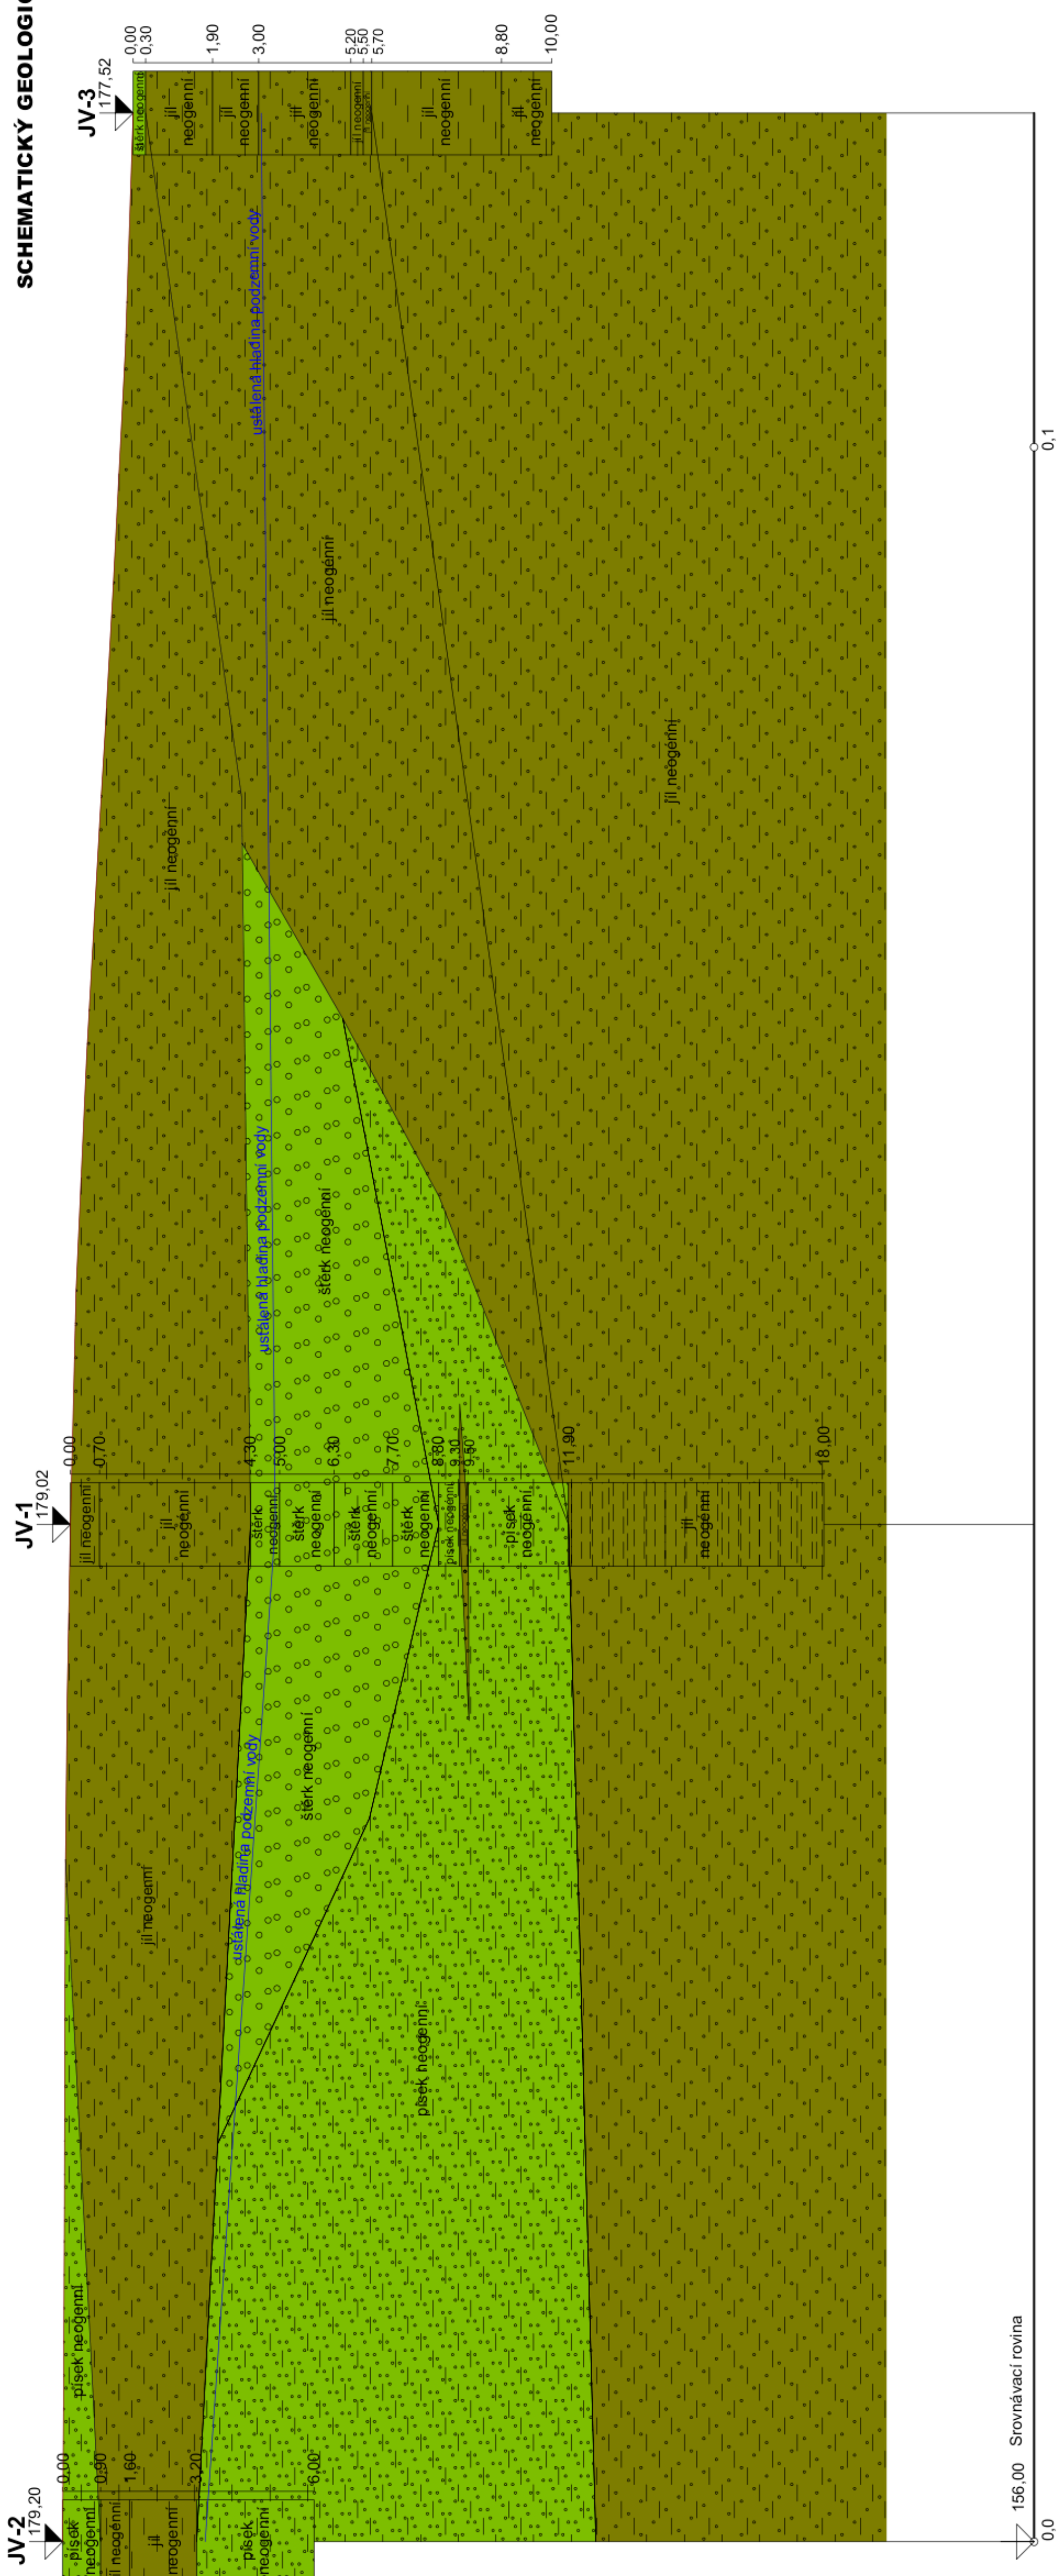 SCHEMATICKÝ GEOLOGIC
JV-2
179,20
0,00
0,90
1,60
3,20
6,00
písek
neogenní
jíl neogenní
jíl
neogenní
písek
neogenní
JV-1
179,02
0,00
0,70
4,30
5,00
6,30
7,70
8,80
9,30
9,50
11,90
18,00
jíl neogenní
jíl
neogenní
štěrk
neogenní
štěrk
neogenní
štěrk
neogenní
štěrk
neogenní
písek neogenní
písek
neogenní
jíl
neogenní
JV-3
177,52
0,00
0,30
1,90
3,00
5,20
5,50
5,70
8,80
10,00
štěrk neogenní
jíl
neogenní
jíl
neogenní
jíl
neogenní
jíl neogenní
jíl
neogenní
jíl
neogenní
písek neogenní
jíl neogenní
jíl neogenní
ustálená hladina podzemní vody
ustálená hladina podzemní vody
ustálená hladina podzemní vody
štěrk neogenní
štěrk neogenní
jíl neogenní
písek neogenní
jíl neogenní
156,00 Srovnávací rovina
0,0
0,1